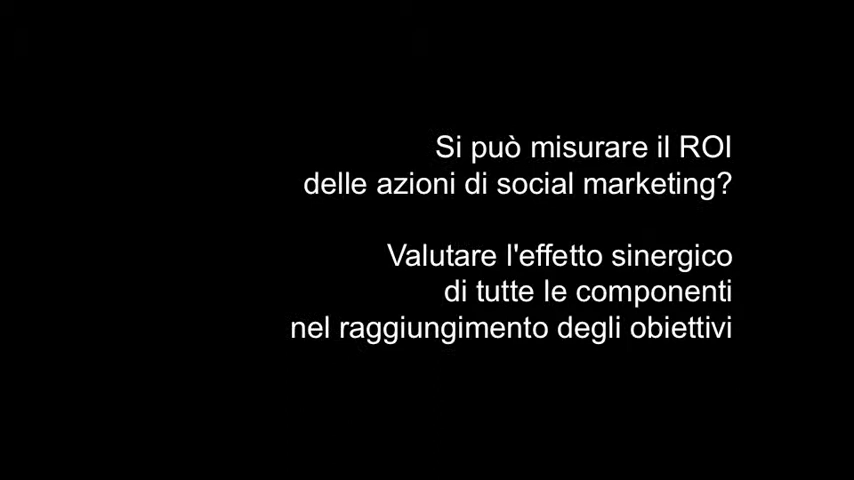 Si può misurare il ROI
delle azioni di social marketing?
Valutare l'effetto sinergico
di tutte le componenti
nel raggiungimento degli obiettivi